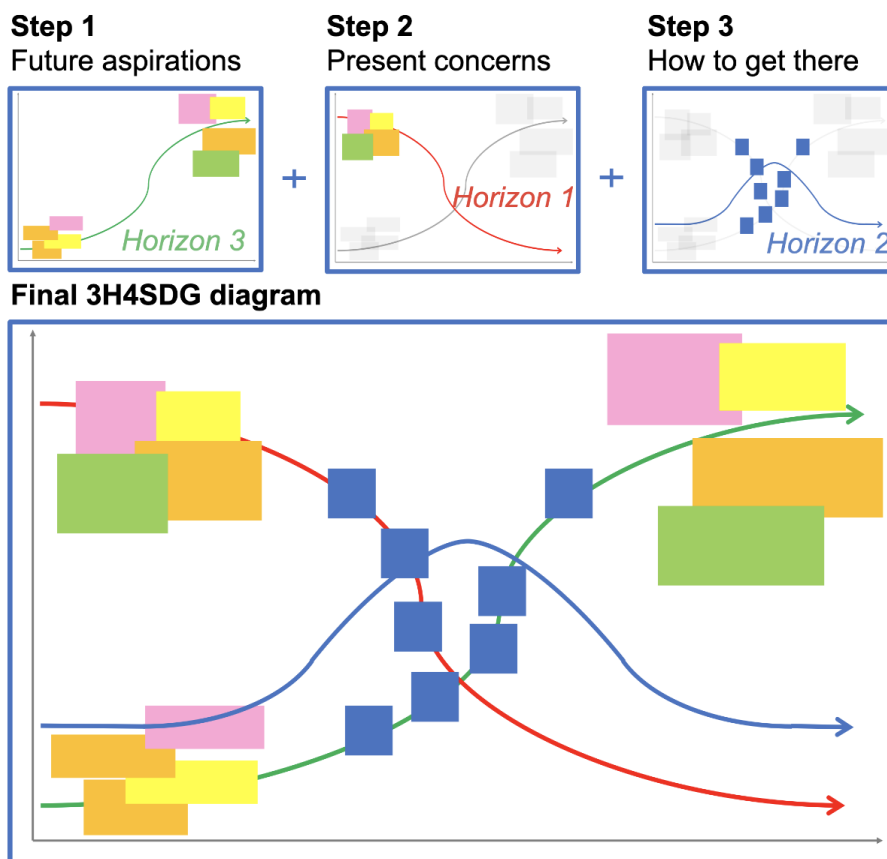 Step 1
Future aspirations
Step 2
Present concerns
Step 3
How to get there
Horizon 3
+
Horizon 1
+
Horizon 2
Final 3H4SDG diagram